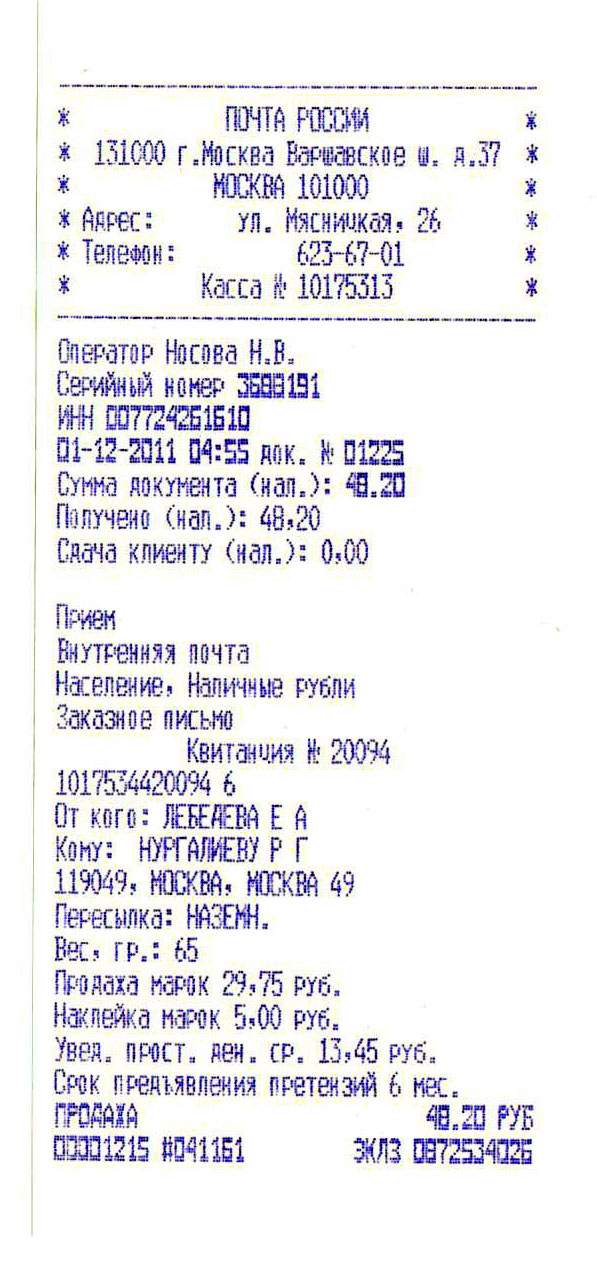 * ПОЧТА РОССИИ *
* 131000 г.Москва Варшавское ш. д.37 *
* МОСКВА 101000 *
* Адрес: ул. Мясницкая, 26 *
* Телефон: 623-67-01 *
* Касса № 10175313 *
Оператор Носова Н.В.
Серийный номер 3688191
ИНН 007724261610
01-12-2011 04:55 док. № 01225
Сумма документа (нал.): 48.20
Получено (нал.): 48,20
Сдача клиенту (нал.): 0,00
Прием
Внутренняя почта
Население, Наличные рубли
Заказное письмо
Квитанция № 20094
1017534420094 6
От кого: ЛЕБЕДЕВА Е А
Кому: НУРГАЛИЕВУ Р Г
119049, МОСКВА, МОСКВА 49
Пересылка: НАЗЕМН.
Вес, гр.: 65
Продажа марок 29,75 руб.
Наклейка марок 5,00 руб.
Увед. прост. ден. ср. 13,45 руб.
Срок предъявления претензий 6 мес.
ПРОДАЖА 48.20 РУБ
00001215 #041161 ЭКЛЗ 0872534026